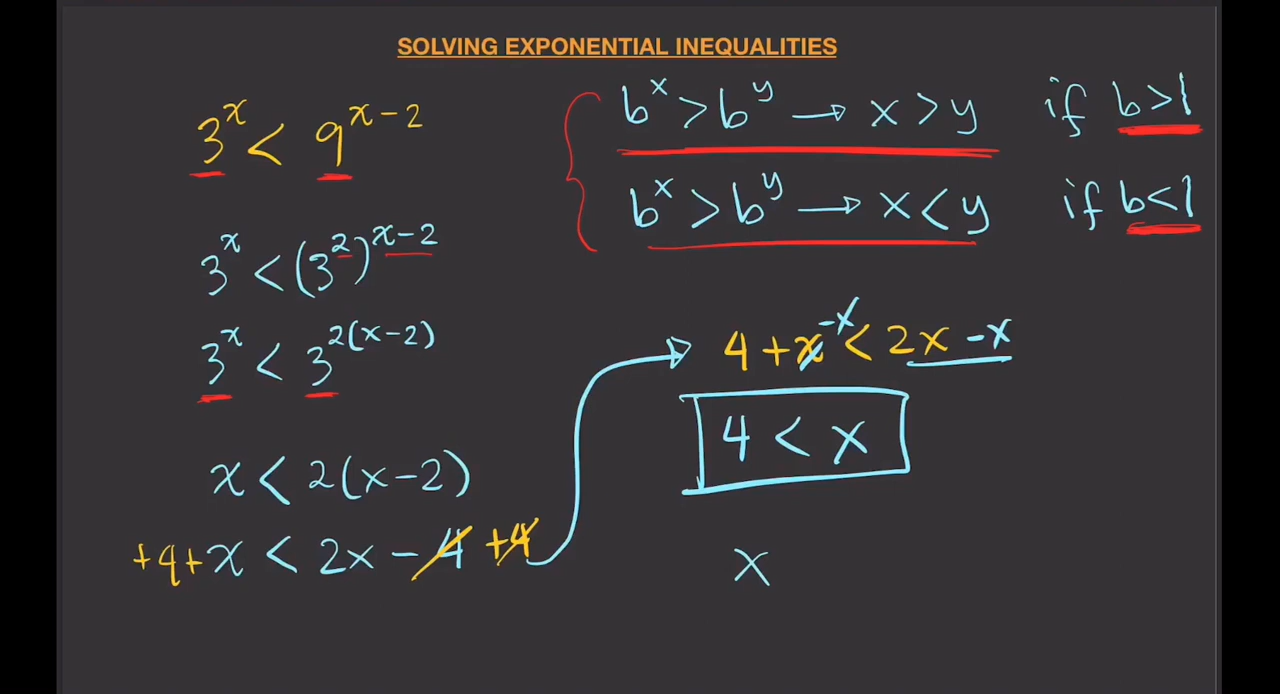 SOLVING EXPONENTIAL INEQUALITIES
3^x < 9^(x-2)
3^x < (3^2)^(x-2)
3^x < 3^(2(x-2))
x < 2(x-2)
+4+x < 2x-4 +4
b^x > b^y → x > y if b > 1
b^x > b^y → x < y if b < 1
4+x -x < 2x -x
4 < x
x